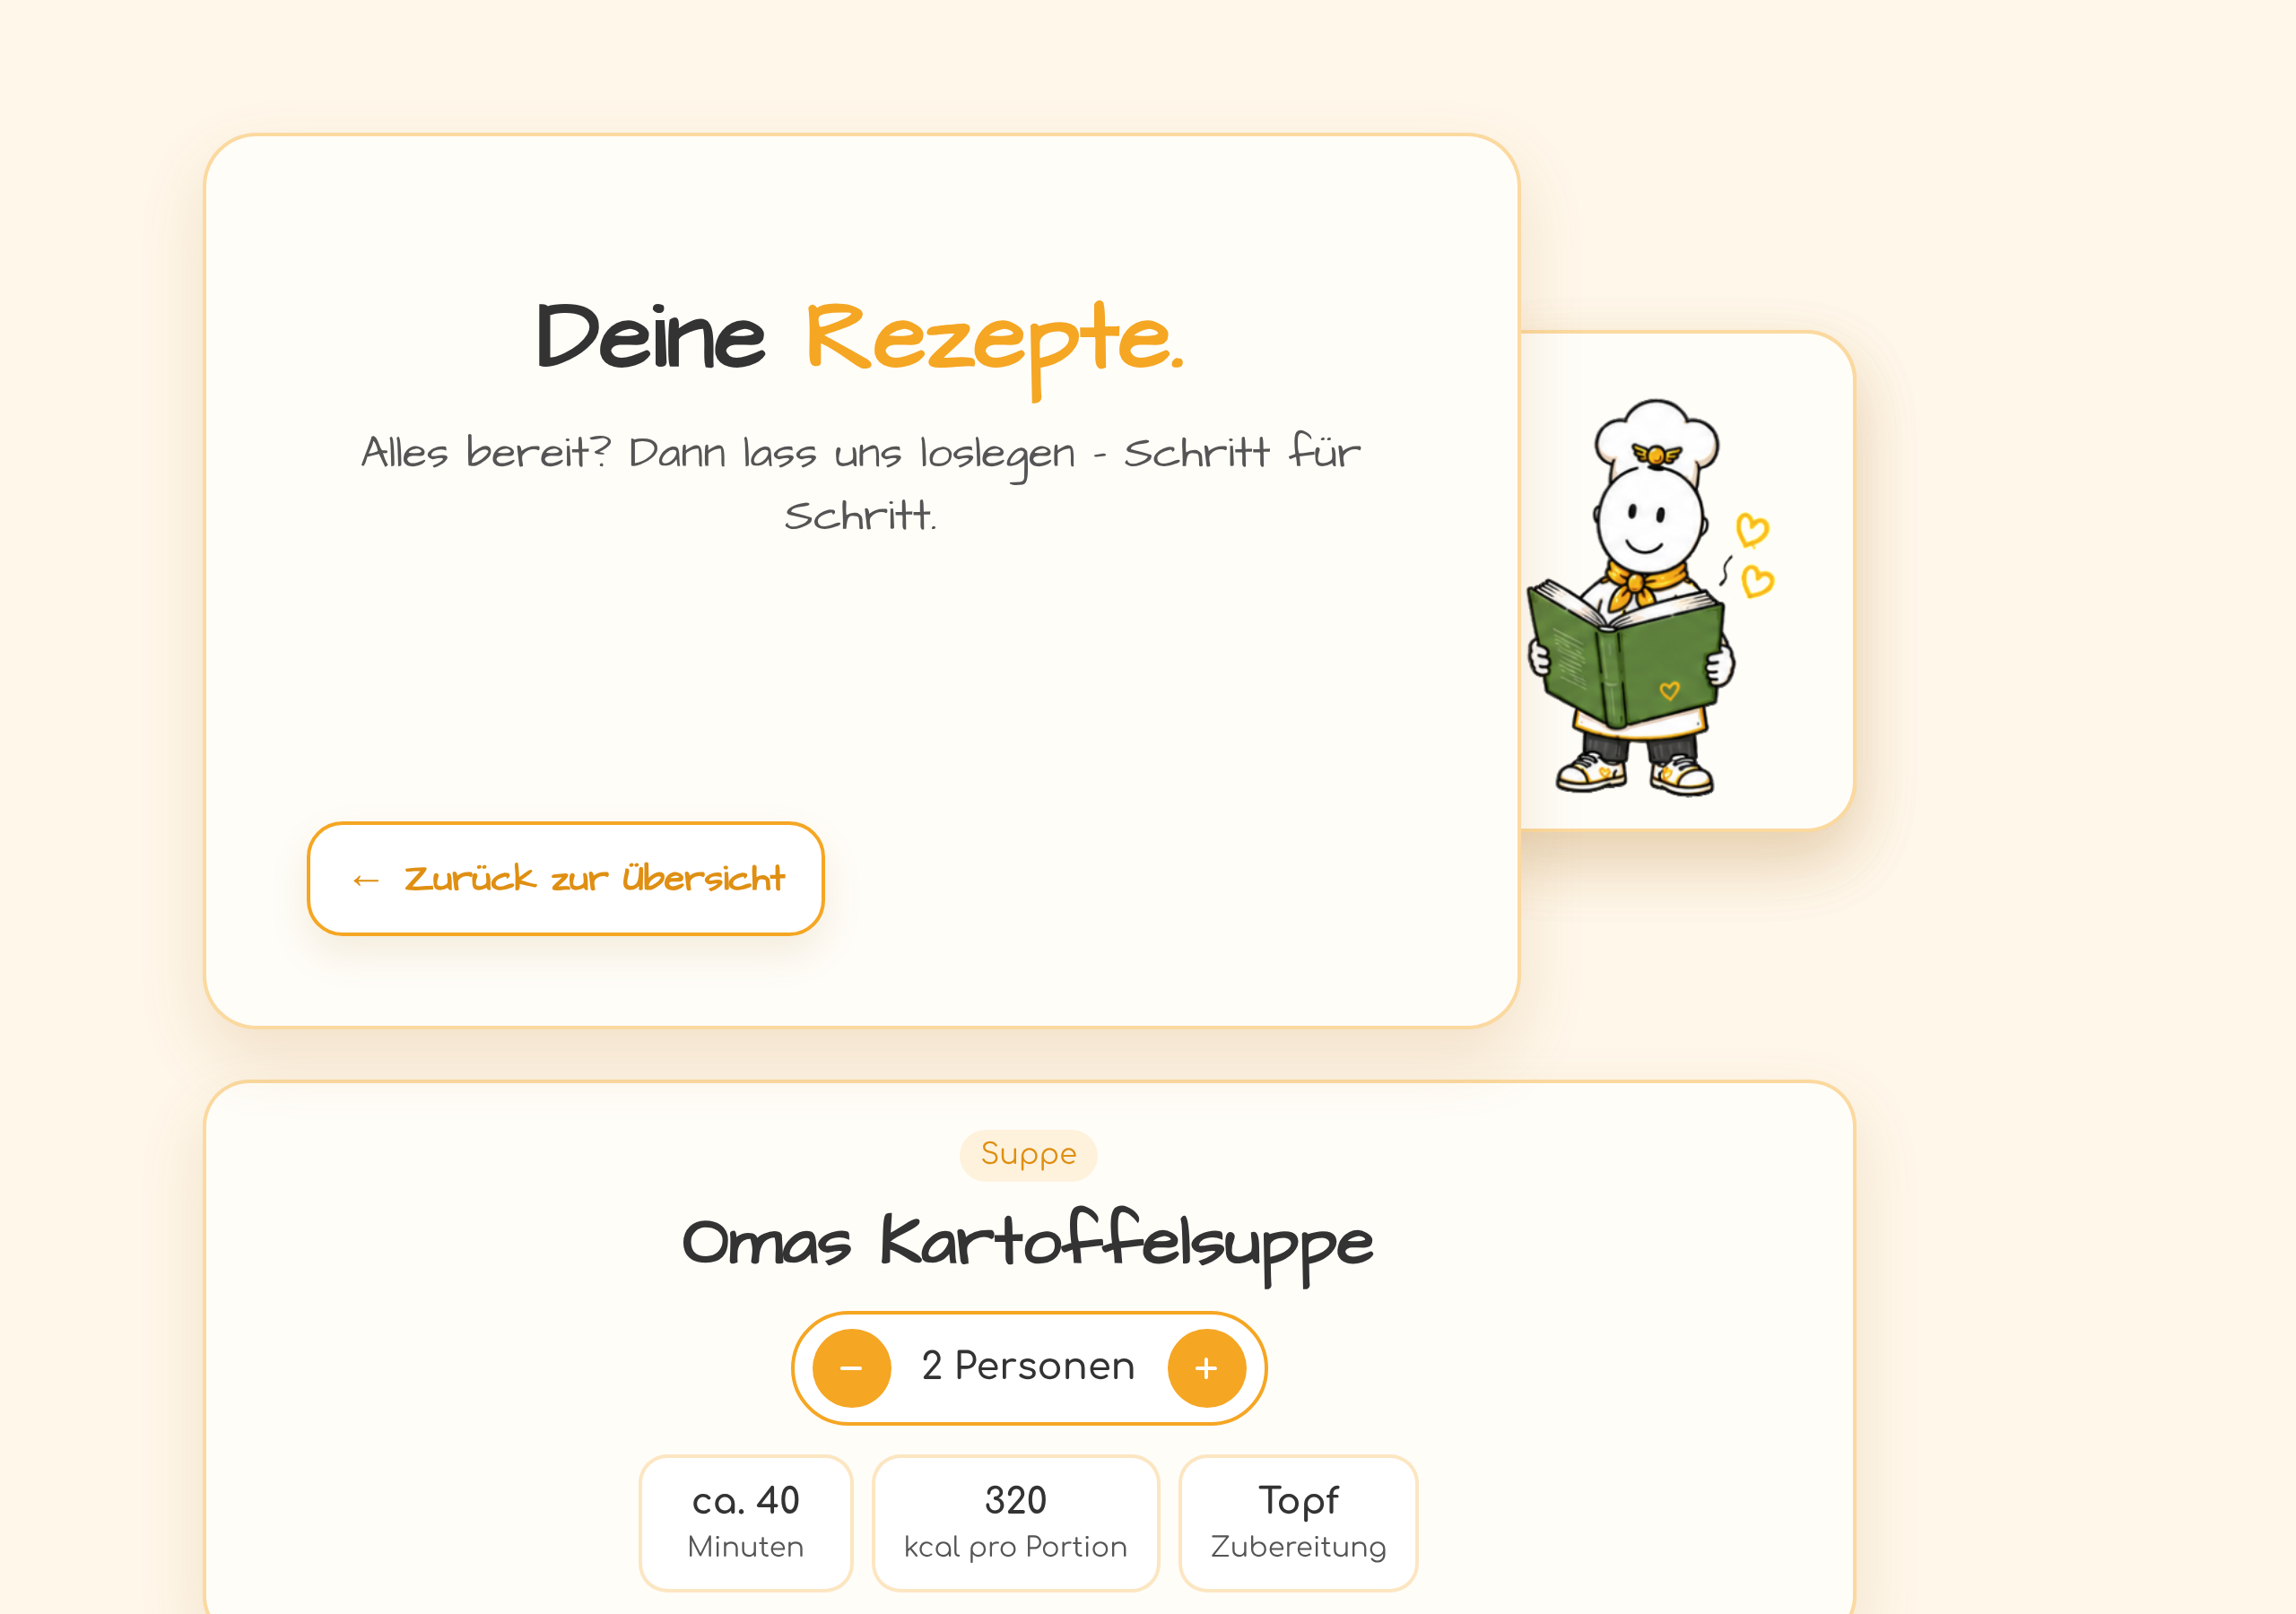 Deine Rezepte.
Alles bereit? Dann lass uns loslegen - Schritt für
Schritt.
← Zurück zur Übersicht
Suppe
Omas Kartoffelsuppe
− 2 Personen +
ca. 40
Minuten
320
kcal pro Portion
Topf
Zubereitung